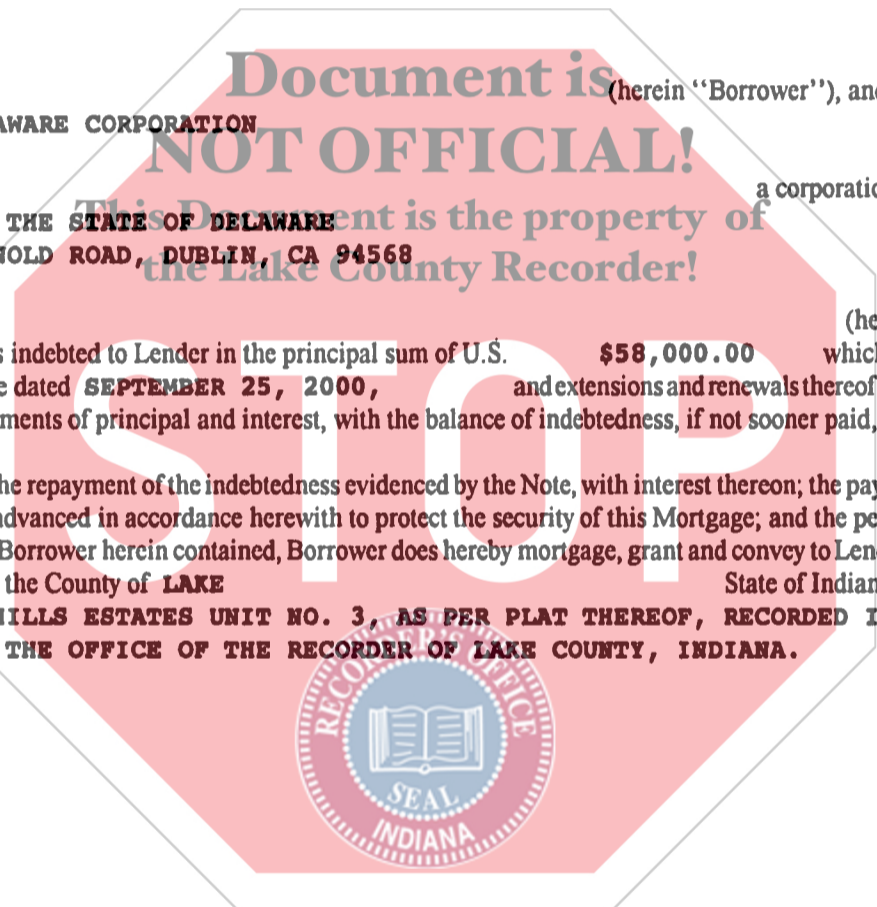 Document is
(herein "Borrower"), and
AWARE CORPORATION
NOT OFFICIAL!
a corporatio
THE STATE OF DELAWARE
This Document is the property of
NOLD ROAD, DUBLIN, CA 94568
the Lake County Recorder!
(he
s indebted to Lender in the principal sum of U.S. $58,000.00 which
e dated SEPTEMBER 25, 2000, and extensions and renewals thereof
ments of principal and interest, with the balance of indebtedness, if not sooner paid,
STOP
he repayment of the indebtedness evidenced by the Note, with interest thereon; the pay
advanced in accordance herewith to protect the security of this Mortgage; and the pe
Borrower herein contained, Borrower does hereby mortgage, grant and convey to Len
the County of LAKE State of Indian
HILLS ESTATES UNIT NO. 3, AS PER PLAT THEREOF, RECORDED I
THE OFFICE OF THE RECORDER OF LAKE COUNTY, INDIANA.
RECORDER'S OFFICE
SEAL
INDIANA